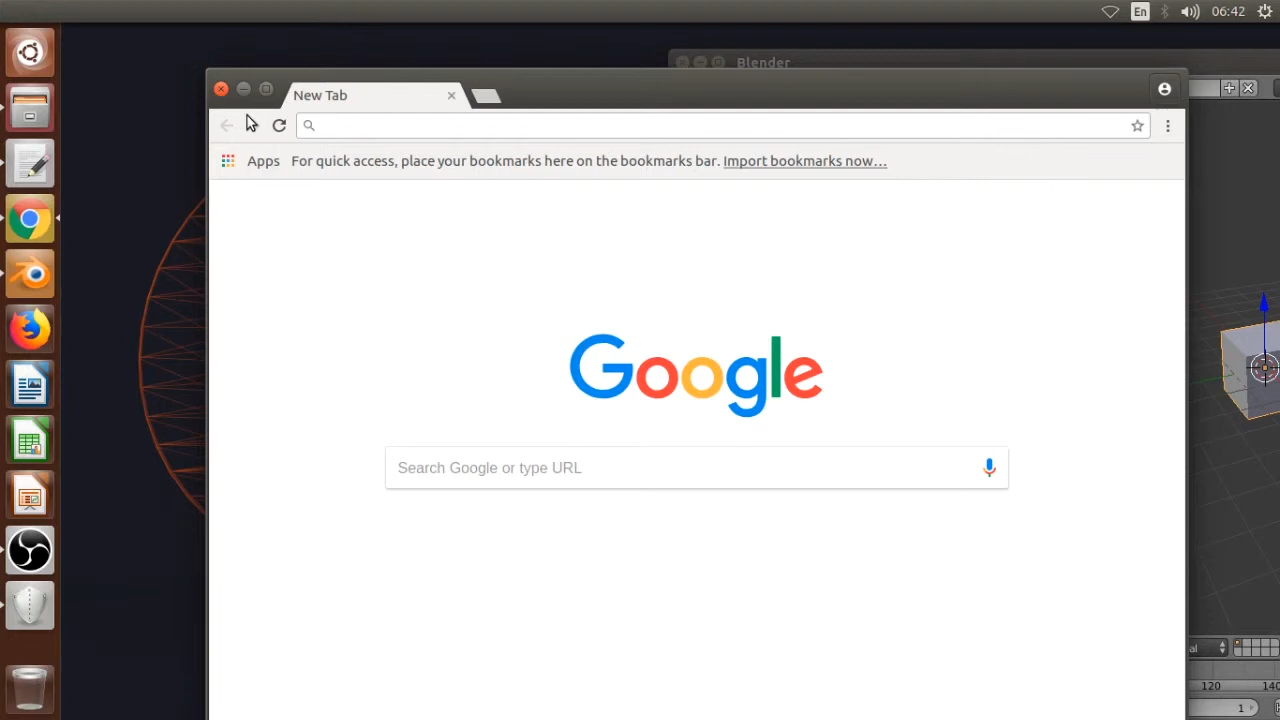 En 06:42
Blender
New Tab
Apps For quick access, place your bookmarks here on the bookmarks bar. Import bookmarks now...
Google
Search Google or type URL
al
120 140
1